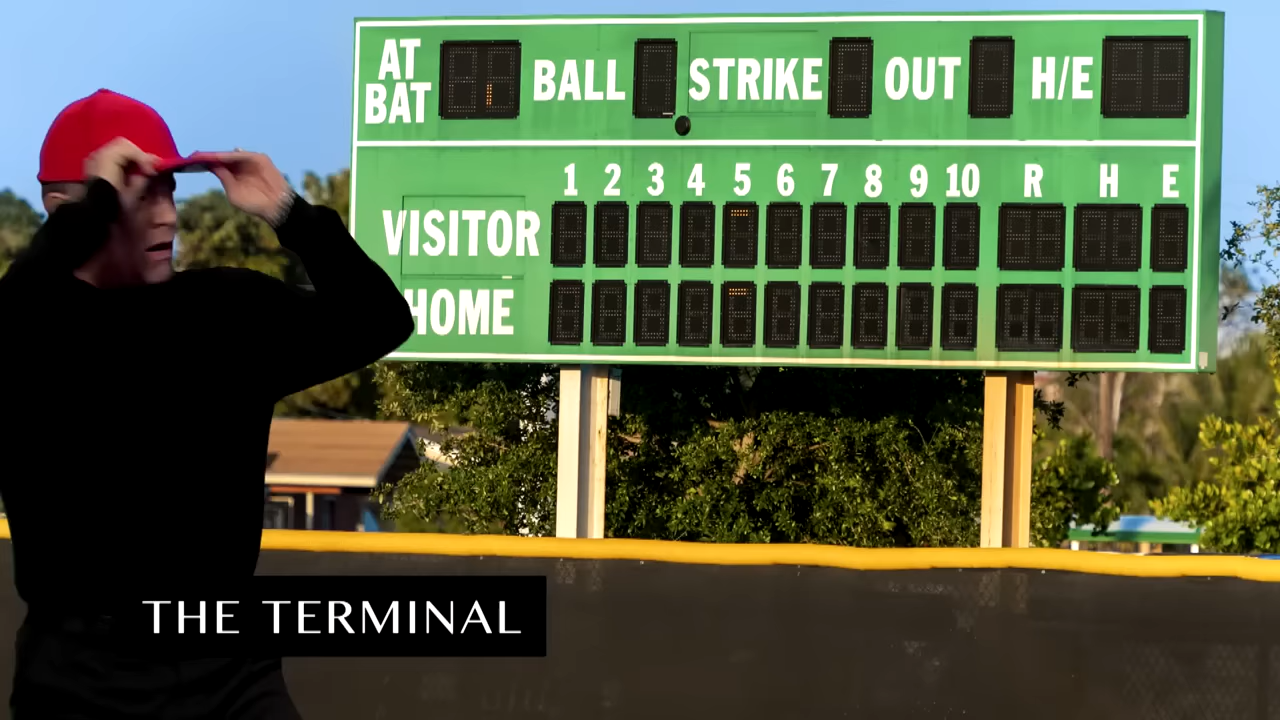 AT BAT BALL STRIKE OUT H/E
1 2 3 4 5 6 7 8 9 10 R H E
VISITOR
HOME
THE TERMINAL